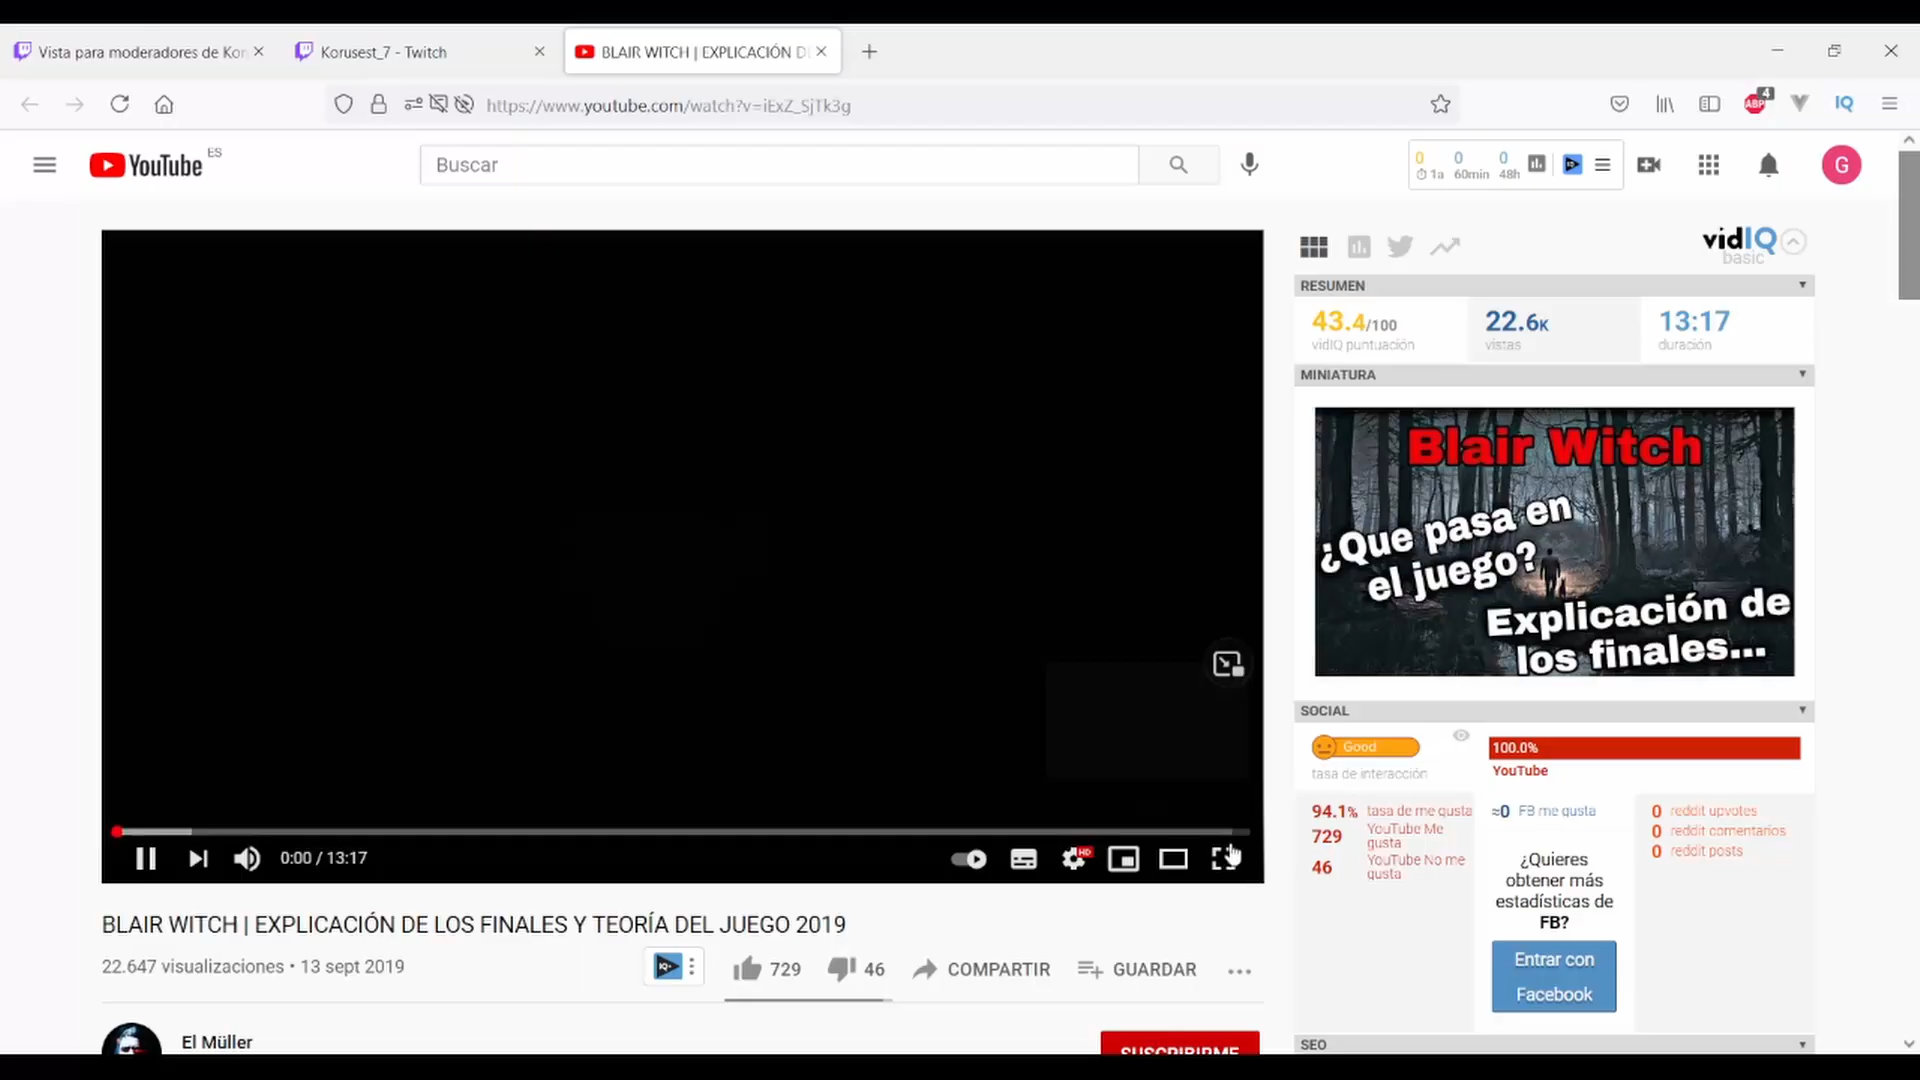 Vista para moderadores de Kor
Korusest_7 - Twitch
BLAIR WITCH | EXPLICACIÓN D
https://www.youtube.com/watch?v=iExZ_SjTk3g
ABP
4
IQ
YouTube
ES
Buscar
0
0
0
1a
60min
48h
G
vidIQ
basic
RESUMEN
43.4/100
22.6K
13:17
vidIQ puntuación
vistas
duración
MINIATURA
Blair Witch
¿Que pasa en
el juego?
Explicación de
los finales...
SOCIAL
Good
100.0%
tasa de interacción
YouTube
94.1% tasa de me gusta
729 YouTube Me
gusta
46 YouTube No me
gusta
≈0 FB me gusta
0 reddit upvotes
0 reddit comentarios
0 reddit posts
¿Quieres
obtener más
estadísticas de
FB?
Entrar con
Facebook
SEO
0:00 / 13:17
HD
BLAIR WITCH | EXPLICACIÓN DE LOS FINALES Y TEORÍA DEL JUEGO 2019
22.647 visualizaciones • 13 sept 2019
729
46
COMPARTIR
GUARDAR
El Müller
SUSCRIBIRME